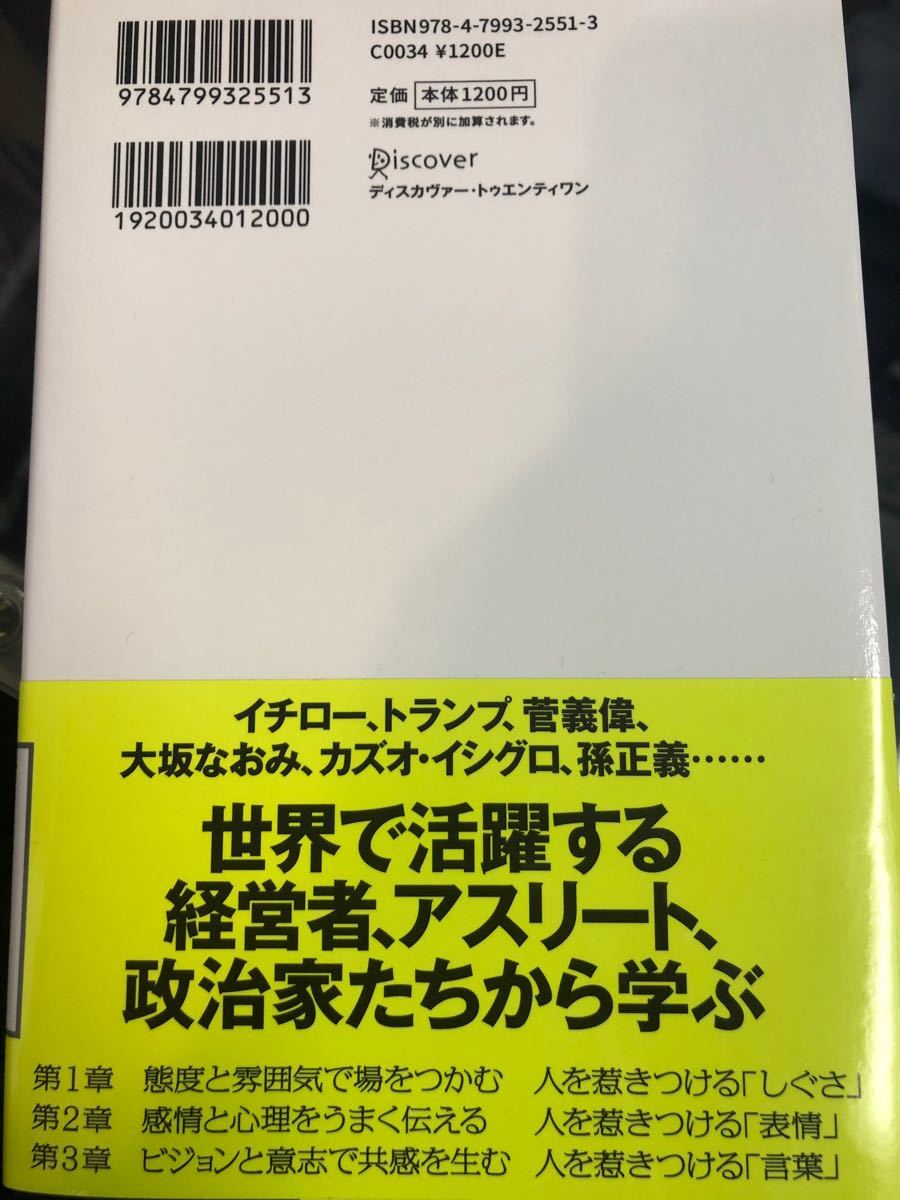 ISBN978-4-7993-2551-3
C0034 ¥1200E
9784799325513
定価 本体1200円
※消費税が別に加算されます。
Discover
ディスカヴァー・トゥエンティワン
1920034012000
イチロー、トランプ、菅義偉、
大坂なおみ、カズオ・イシグロ、孫正義……
世界で活躍する
経営者、アスリート、
政治家たちから学ぶ
第1章 態度と雰囲気で場をつかむ 人を惹きつける「しぐさ」
第2章 感情と心理をうまく伝える 人を惹きつける「表情」
第3章 ビジョンと意志で共感を生む 人を惹きつける「言葉」